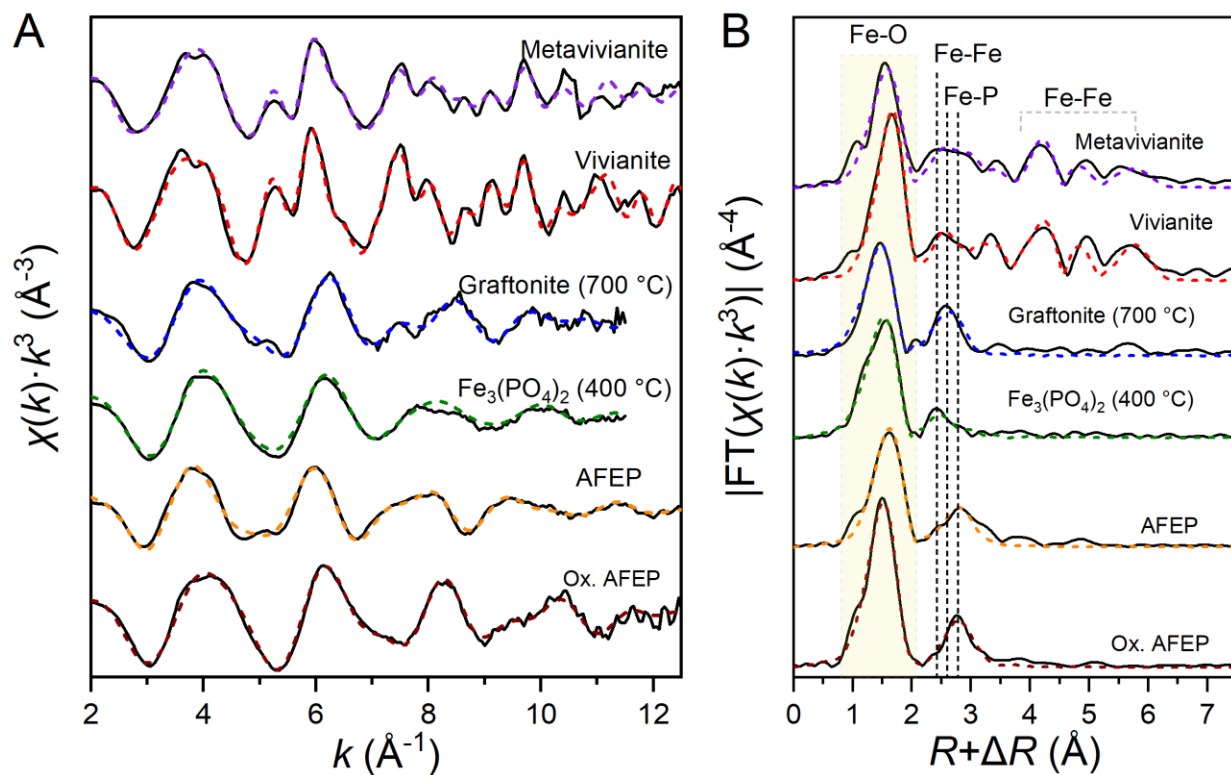 A
Metavivianite
Vivianite
Graftonite (700 °C)
Fe₃(PO₄)₂ (400 °C)
AFEP
Ox. AFEP
χ(k)·k³ (Å⁻³)
2 4 6 8 10 12
k (Å⁻¹)
B
Fe-O
Fe-Fe
Fe-P
Fe-Fe
Metavivianite
Vivianite
Graftonite (700 °C)
Fe₃(PO₄)₂ (400 °C)
AFEP
Ox. AFEP
|FT(χ(k)·k³)| (Å⁻⁴)
0 1 2 3 4 5 6 7
R+ΔR (Å)